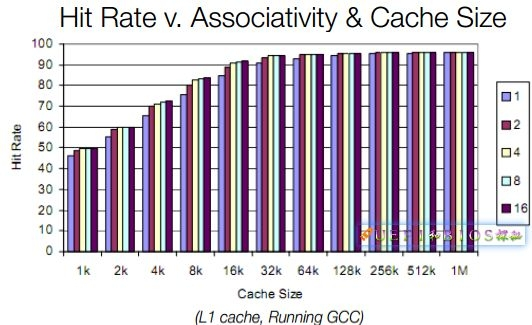 Hit Rate v. Associativity & Cache Size
100
90
80
70
60
50
40
30
20
10
0
Hit Rate
1k 2k 4k 8k 16k 32k 64k 128k 256k 512k 1M
Cache Size
1
2
4
8
16
UEFI BIOS
(L1 cache, Running GCC)